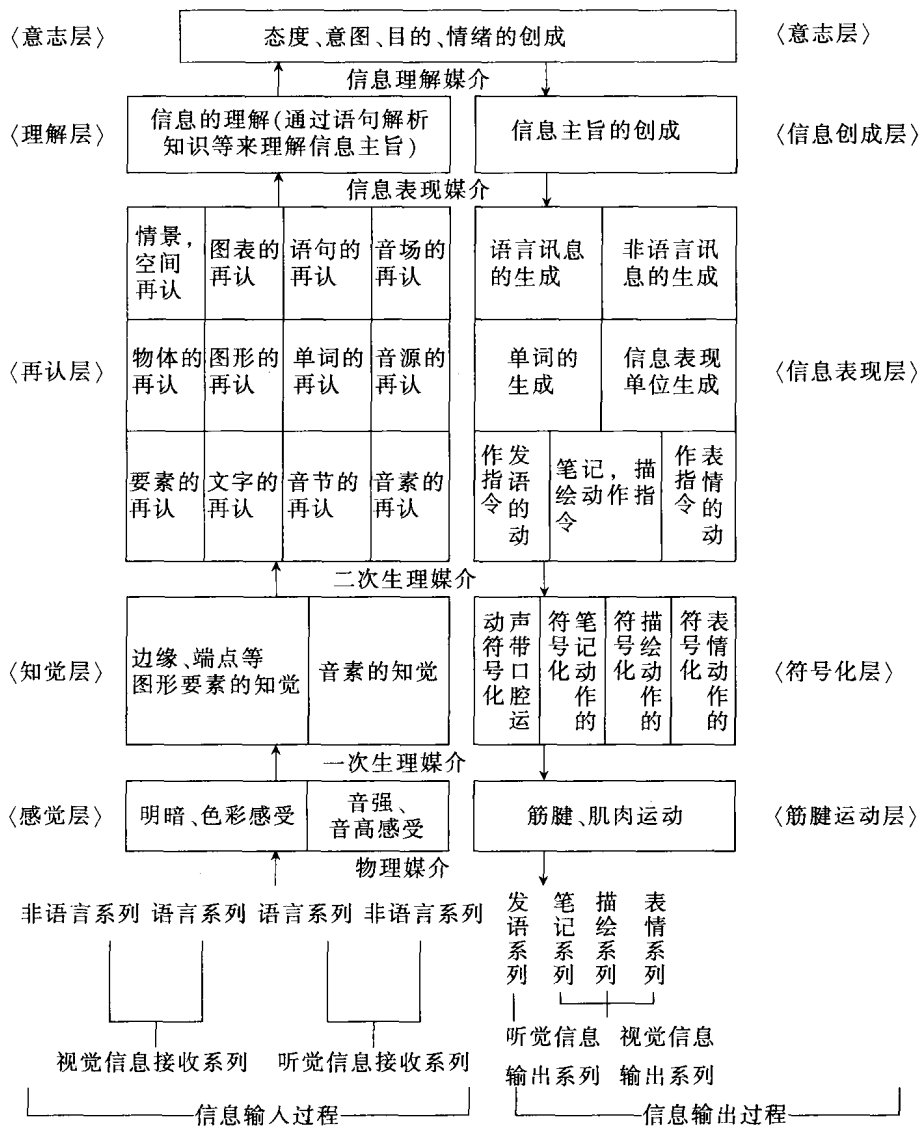 〈意志层〉 态度、意图、目的、情绪的创成 〈意志层〉
信息理解媒介
〈理解层〉 信息的理解(通过语句解析
知识等来理解信息主旨)
信息主旨的创成 〈信息创成层〉
信息表现媒介
情景,
空间
再认
图表的
再认
语句的
再认
音场的
再认
语言讯息
的生成
非语言讯
息的生成
〈再认层〉
物体的
再认
图形的
再认
单词的
再认
音源的
再认
单词的
生成
信息表现
单位生成
〈信息表现层〉
要素的
再认
文字的
再认
音节的
再认
音素的
再认
发语的动
作指令
笔记,描
绘动作指
令
表情的动
作指令
二次生理媒介
〈知觉层〉
边缘、端点等
图形要素的知觉
音素的知觉
声带口腔运
动符号化
笔记动作的
符号化
描绘动作的
符号化
表情动作的
符号化
〈符号化层〉
一次生理媒介
〈感觉层〉 明暗、色彩感受
音强、
音高感受
筋腱、肌肉运动 〈筋腱运动层〉
物理媒介
非语言系列 语言系列 语言系列 非语言系列
发语系列
笔记系列
描绘系列
表情系列
视觉信息接收系列 听觉信息接收系列
听觉信息
输出系列
视觉信息
输出系列
信息输入过程 信息输出过程